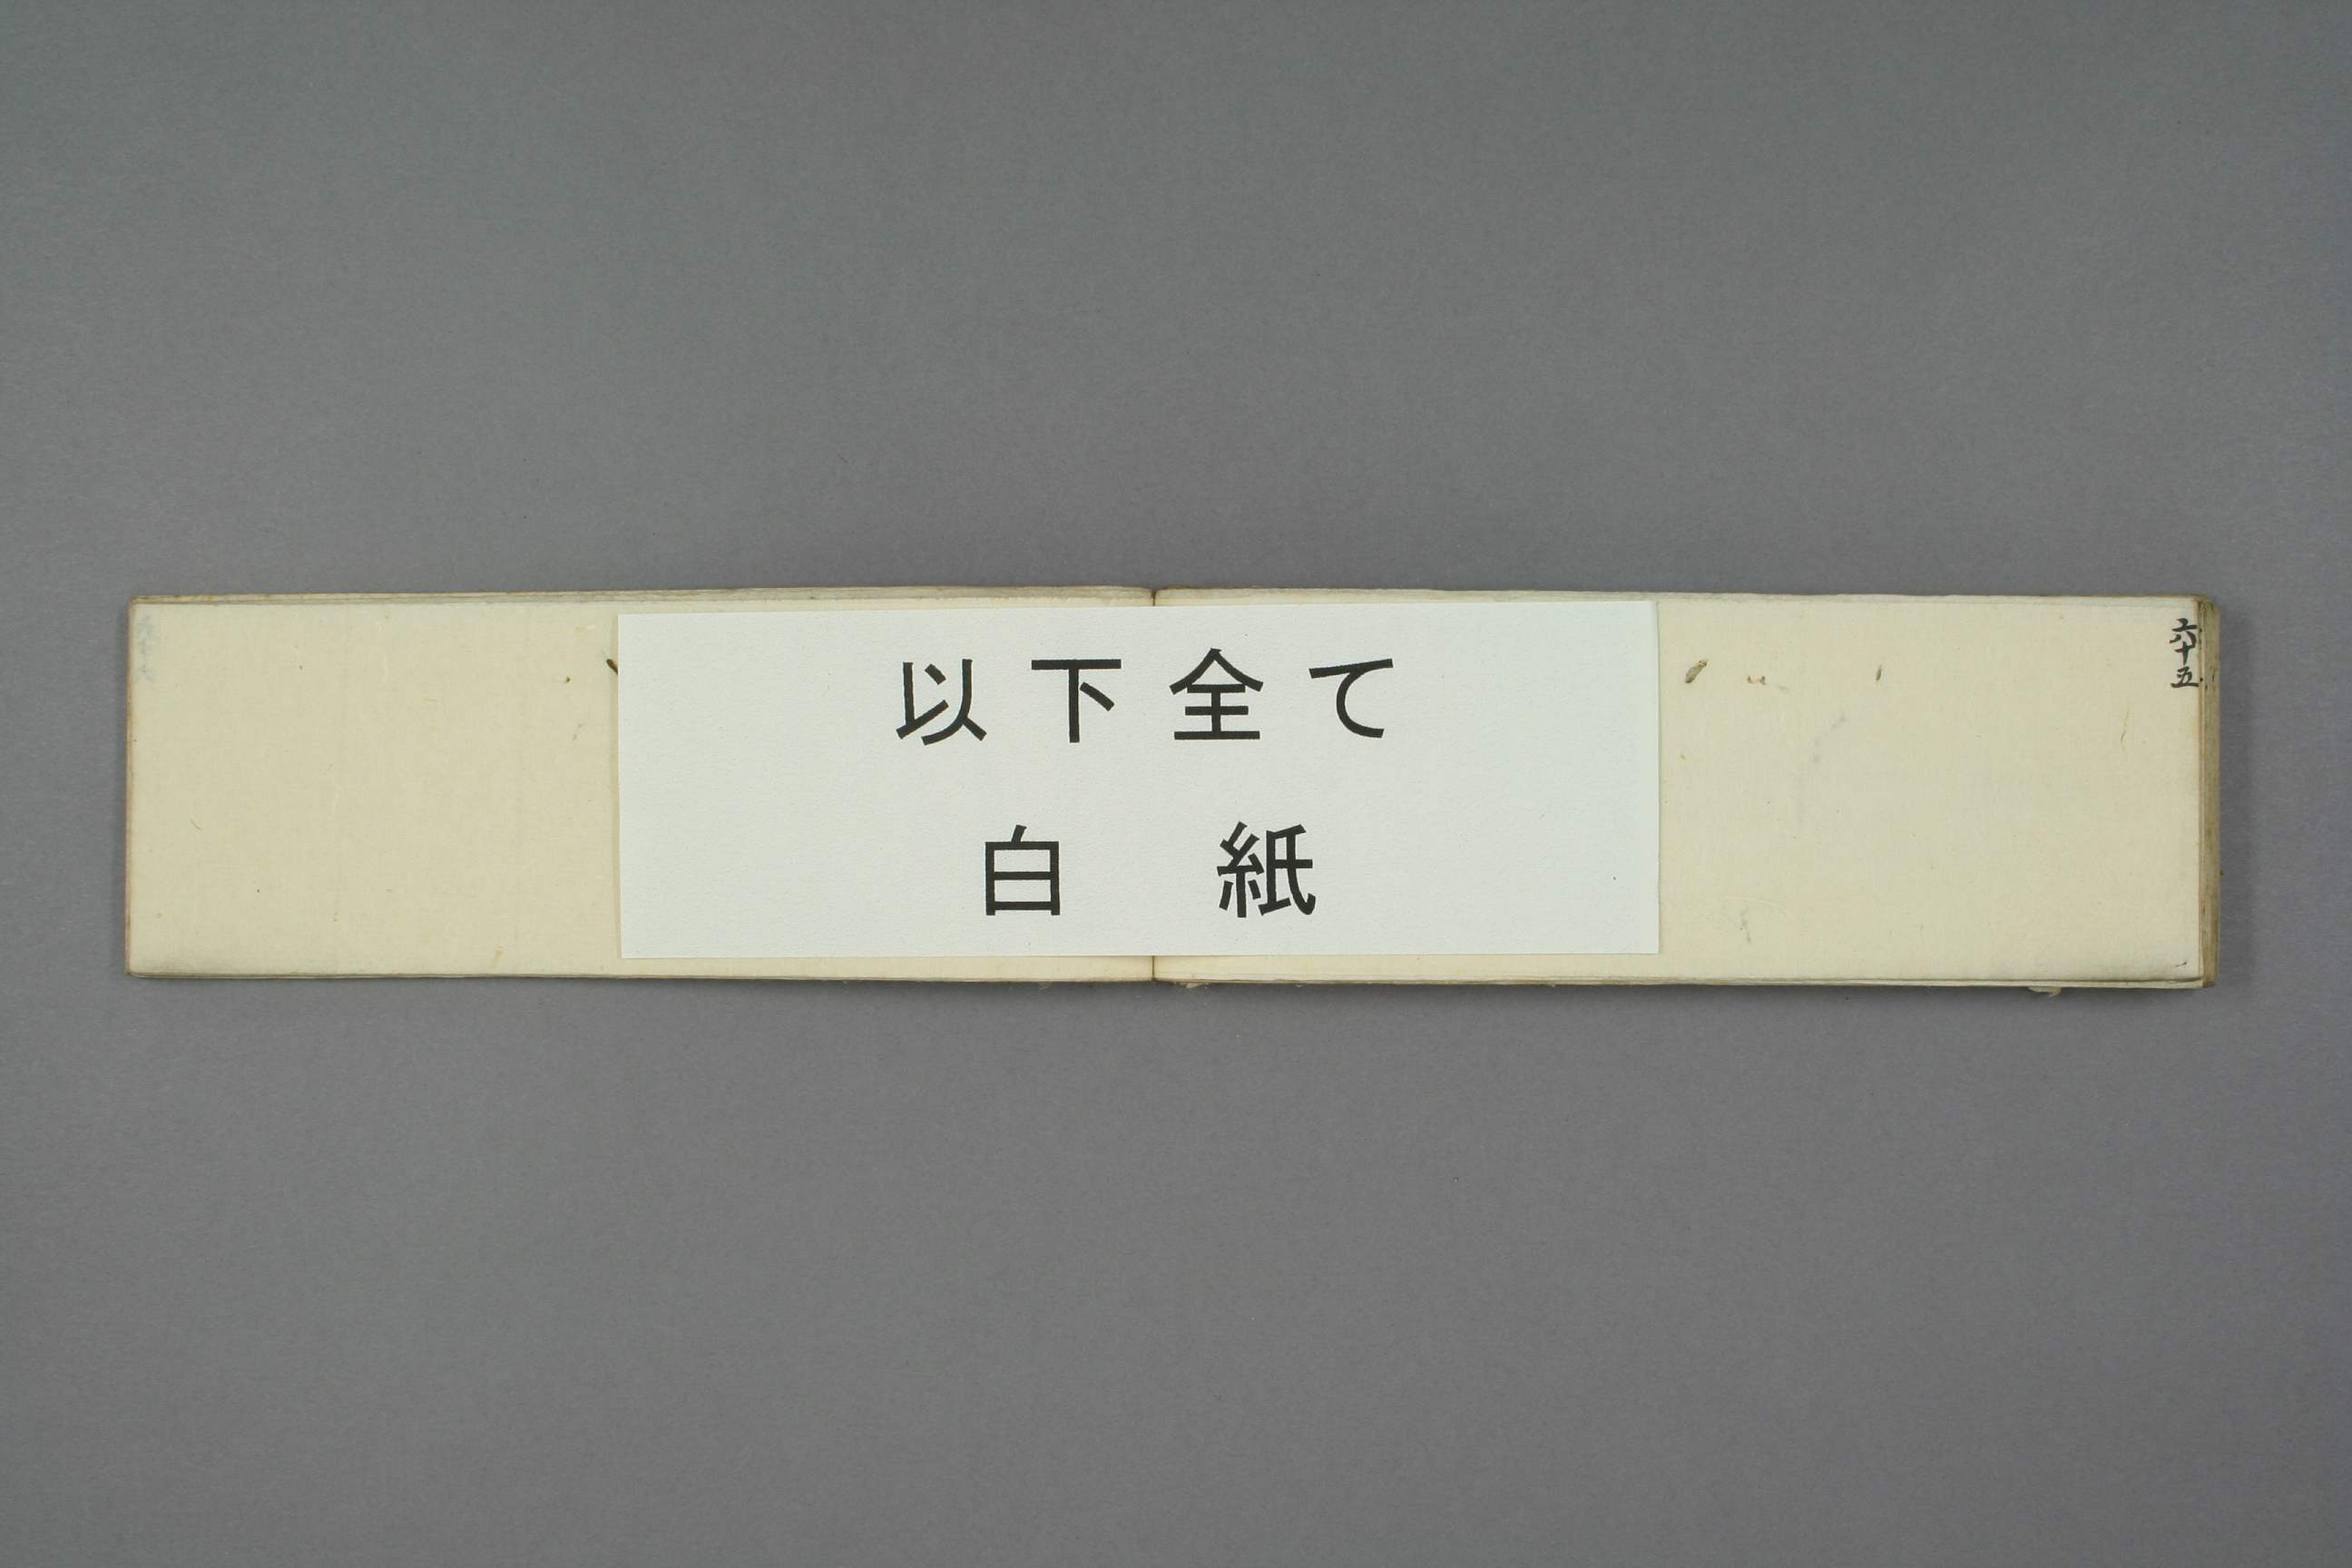 六十五
以下全て
白 紙